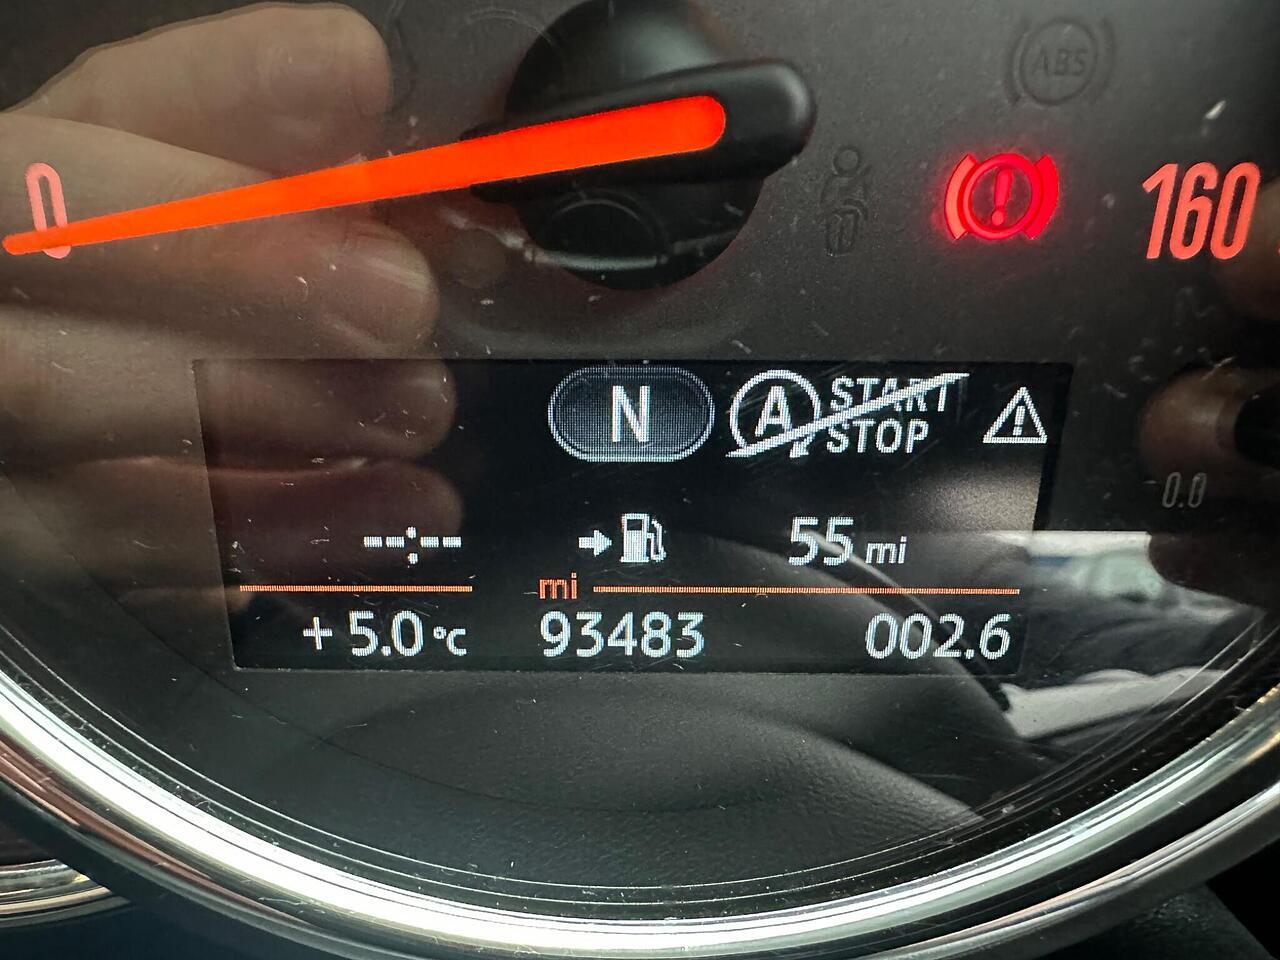 ABS
0
160
N
A START
STOP
0.0
--:-- 55 mi
mi
+5.0°C 93483 002.6